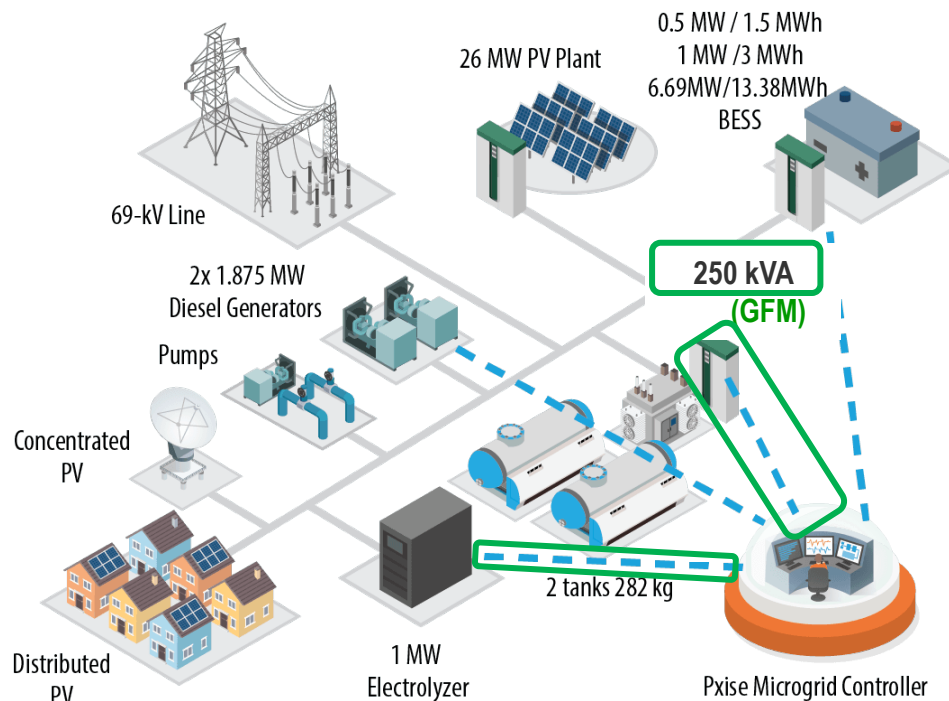 0.5 MW / 1.5 MWh
1 MW /3 MWh
6.69MW/13.38MWh
BESS
26 MW PV Plant
69-kV Line
250 kVA
(GFM)
2x 1.875 MW
Diesel Generators
Pumps
Concentrated
PV
2 tanks 282 kg
Distributed
PV
1 MW
Electrolyzer
Pxise Microgrid Controller